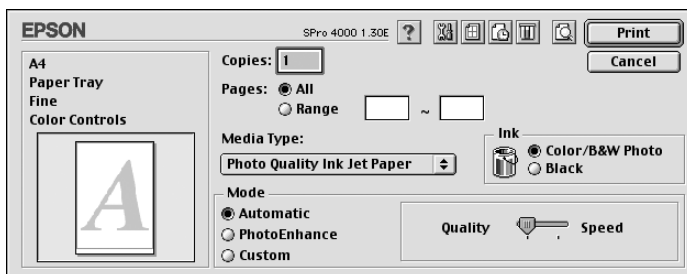 EPSON
SPro 4000 1.30E
?
Print
Cancel
A4
Paper Tray
Fine
Color Controls
A
Copies: 1
Pages: All
Range ~
Media Type:
Photo Quality Ink Jet Paper
Ink
Color/B&W Photo
Black
Mode
Automatic
PhotoEnhance
Custom
Quality Speed